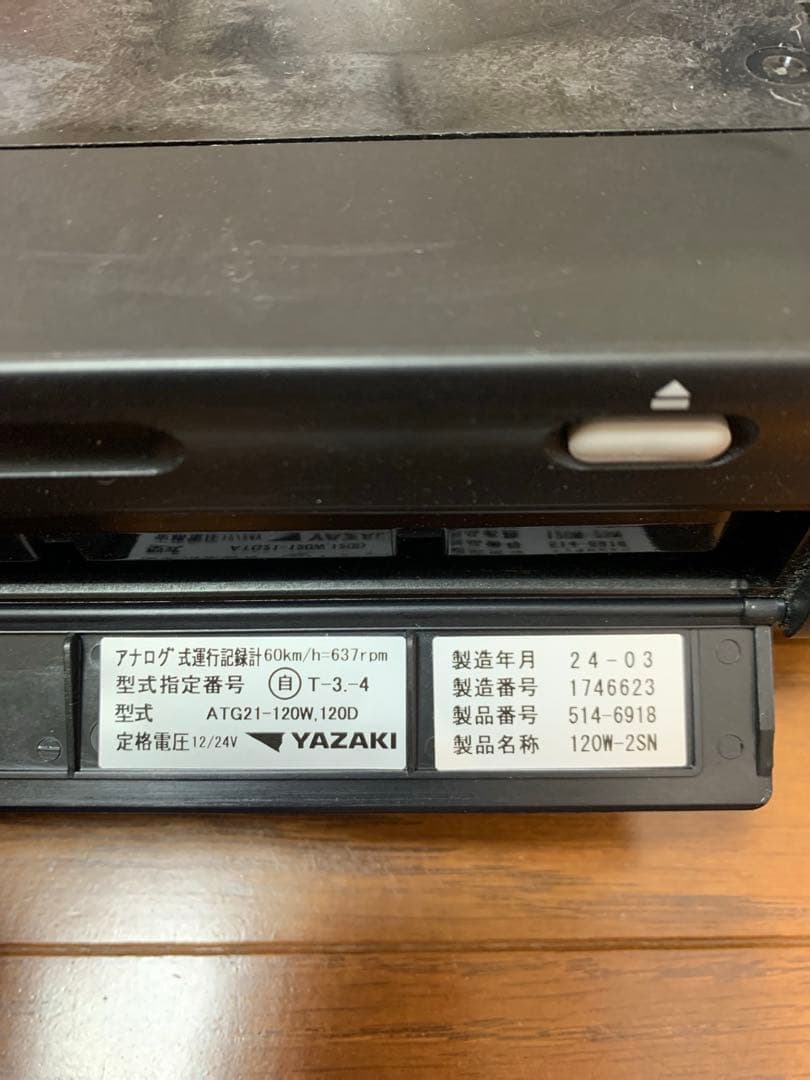 アナログ式運行記録計60km/h=637rpm
型式指定番号 自 T-3.-4
型式 ATG21-120W,120D
定格電圧12/24V YAZAKI
製造年月 24-03
製造番号 1746623
製品番号 514-6918
製品名称 120W-2SN